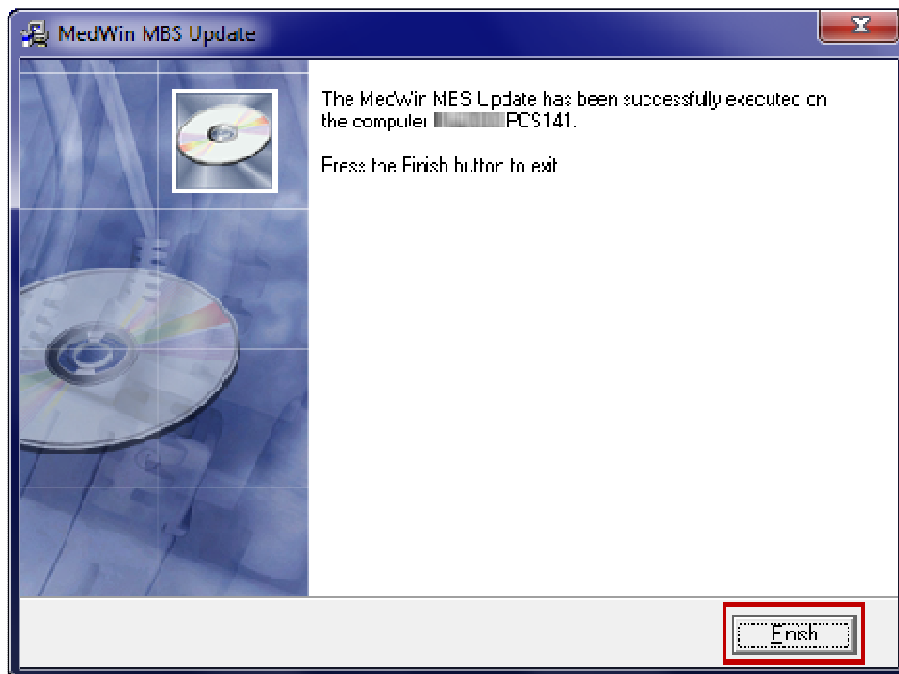 MedWin MBS Update
The MedWin MBS Update has been successfully executed on
the computer PCS141.
Press the Finish button to exit
Finish